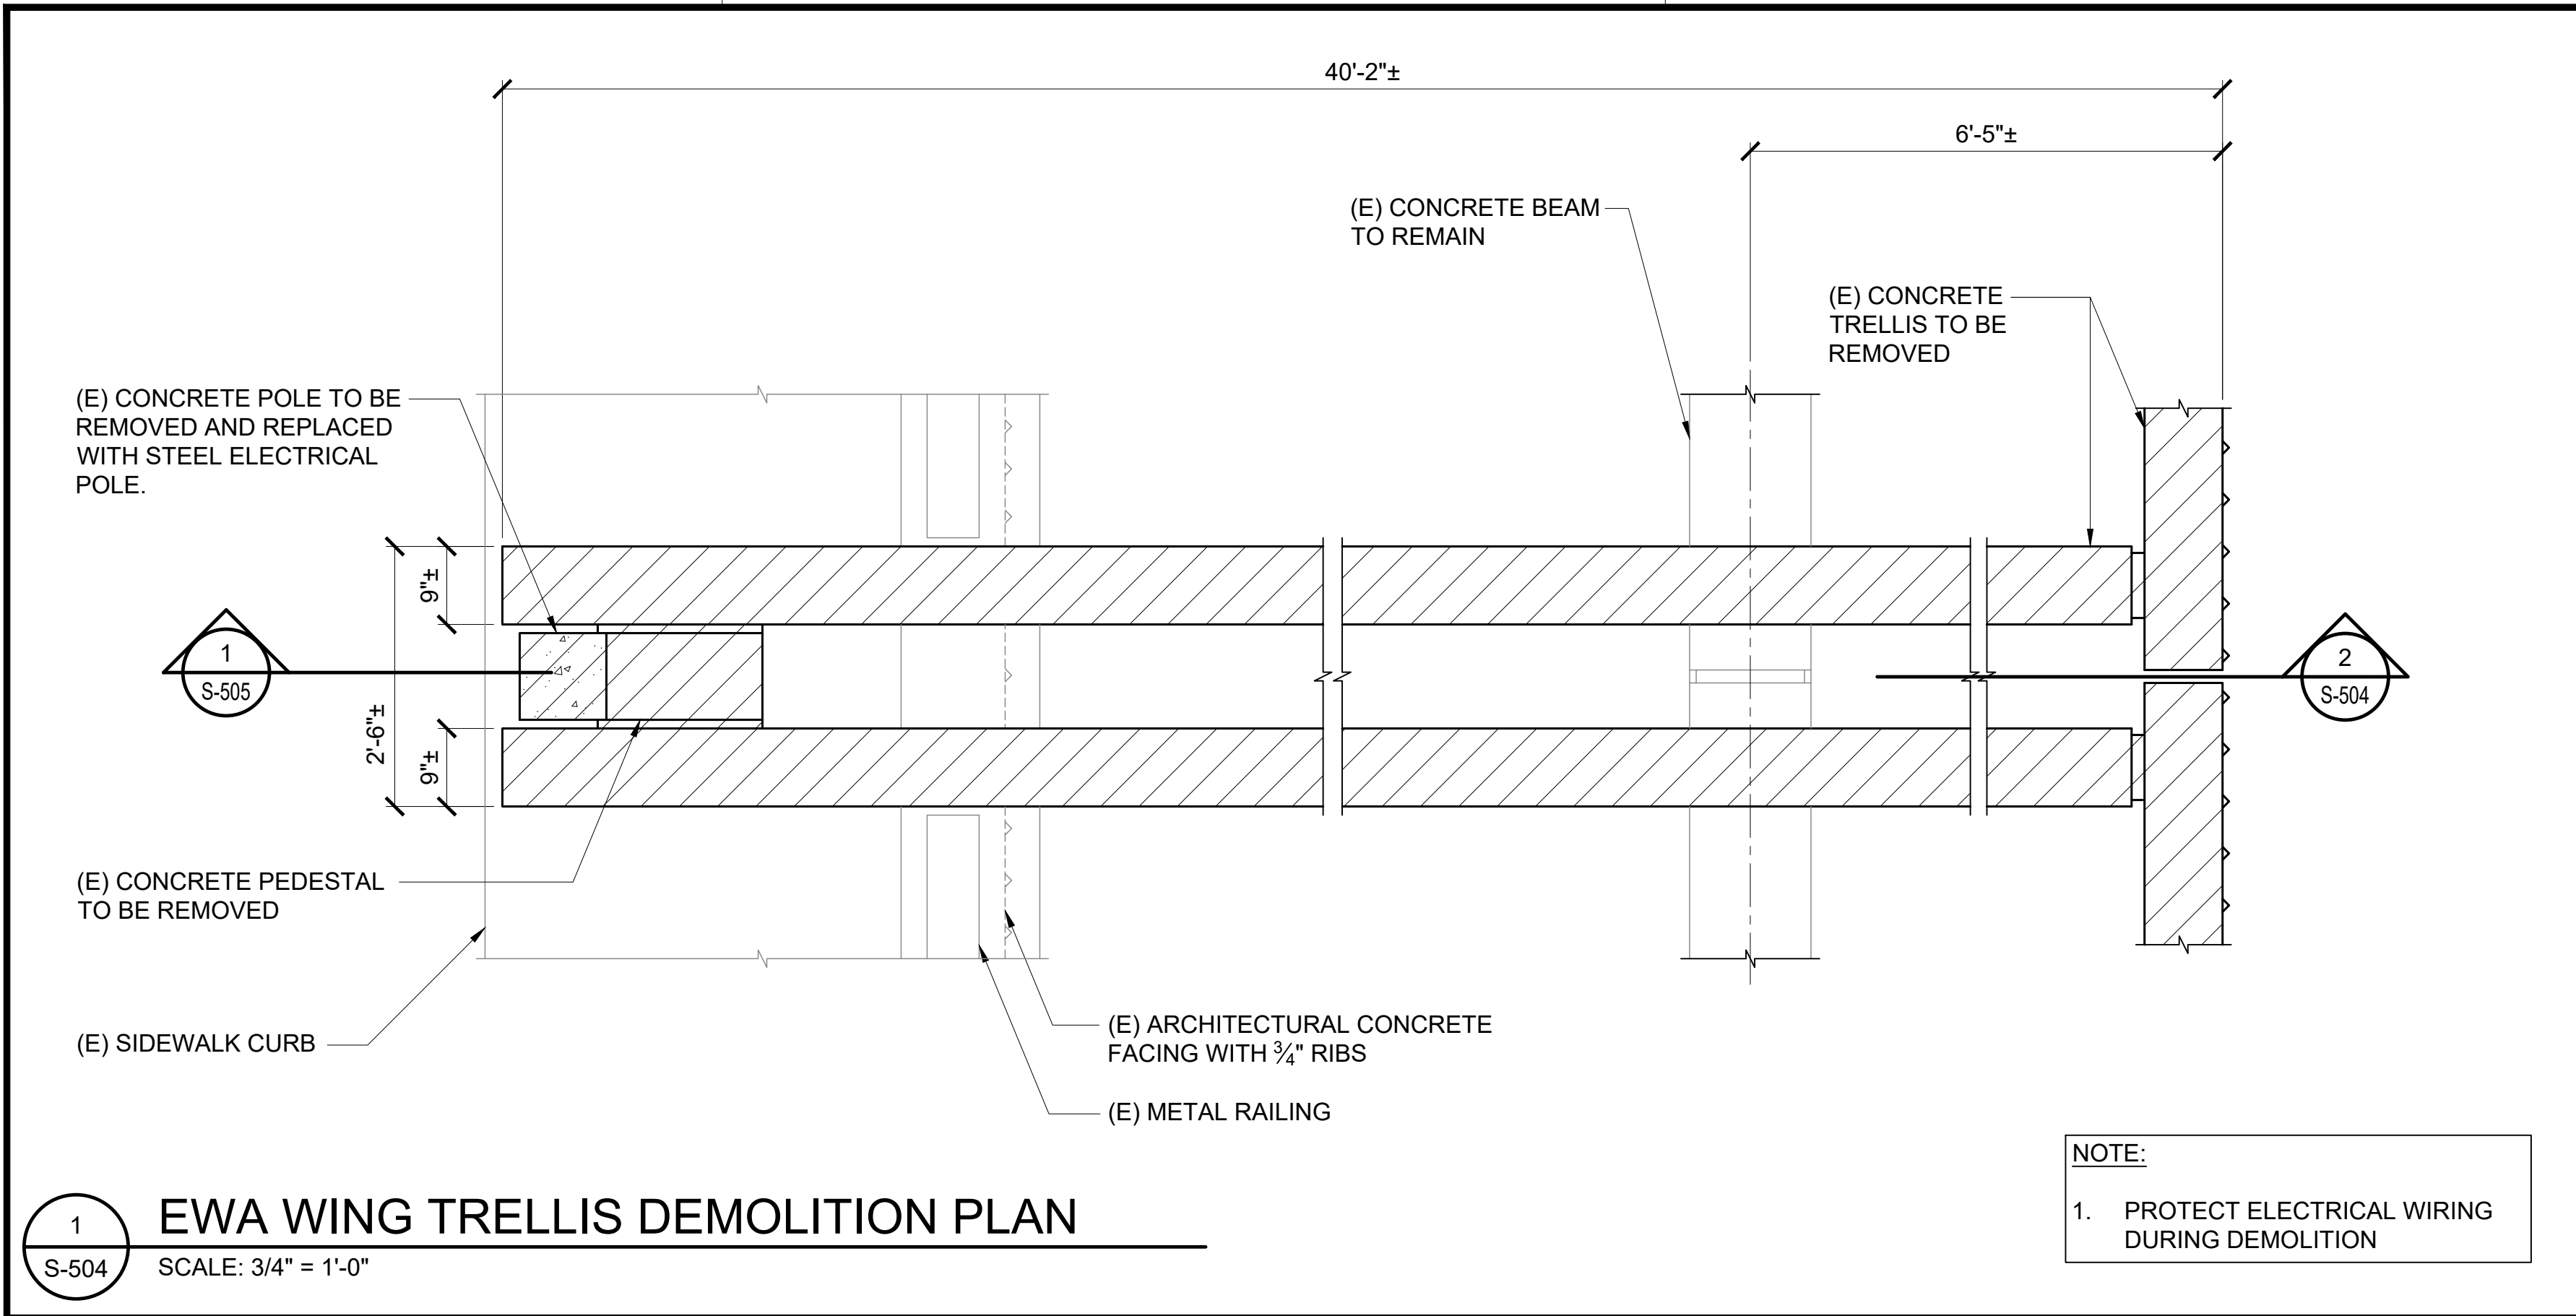 40'-2"±
6'-5"±
(E) CONCRETE BEAM
TO REMAIN
(E) CONCRETE
TRELLIS TO BE
REMOVED
(E) CONCRETE POLE TO BE
REMOVED AND REPLACED
WITH STEEL ELECTRICAL
POLE.
9"±
1
S-505
2'-6"±
9"±
2
S-504
(E) CONCRETE PEDESTAL
TO BE REMOVED
(E) SIDEWALK CURB
(E) ARCHITECTURAL CONCRETE
FACING WITH ¾" RIBS
(E) METAL RAILING
NOTE:
1. PROTECT ELECTRICAL WIRING
DURING DEMOLITION
1
S-504
EWA WING TRELLIS DEMOLITION PLAN
SCALE: 3/4" = 1'-0"